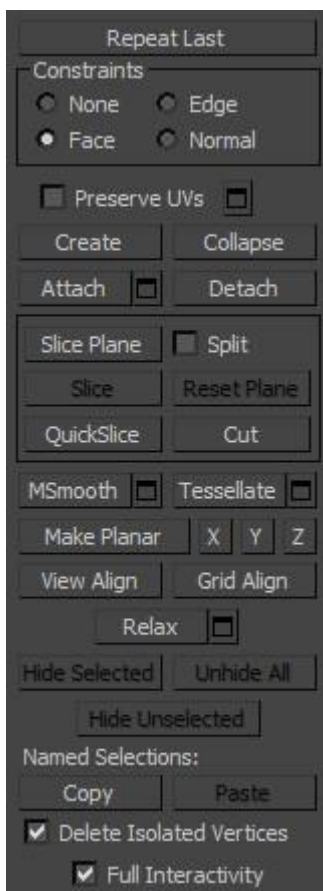 Repeat Last
Constraints
None Edge
Face Normal
Preserve UVs
Create Collapse
Attach Detach
Slice Plane Split
Slice Reset Plane
QuickSlice Cut
MSmooth Tessellate
Make Planar X Y Z
View Align Grid Align
Relax
Hide Selected Unhide All
Hide Unselected
Named Selections:
Copy Paste
Delete Isolated Vertices
Full Interactivity